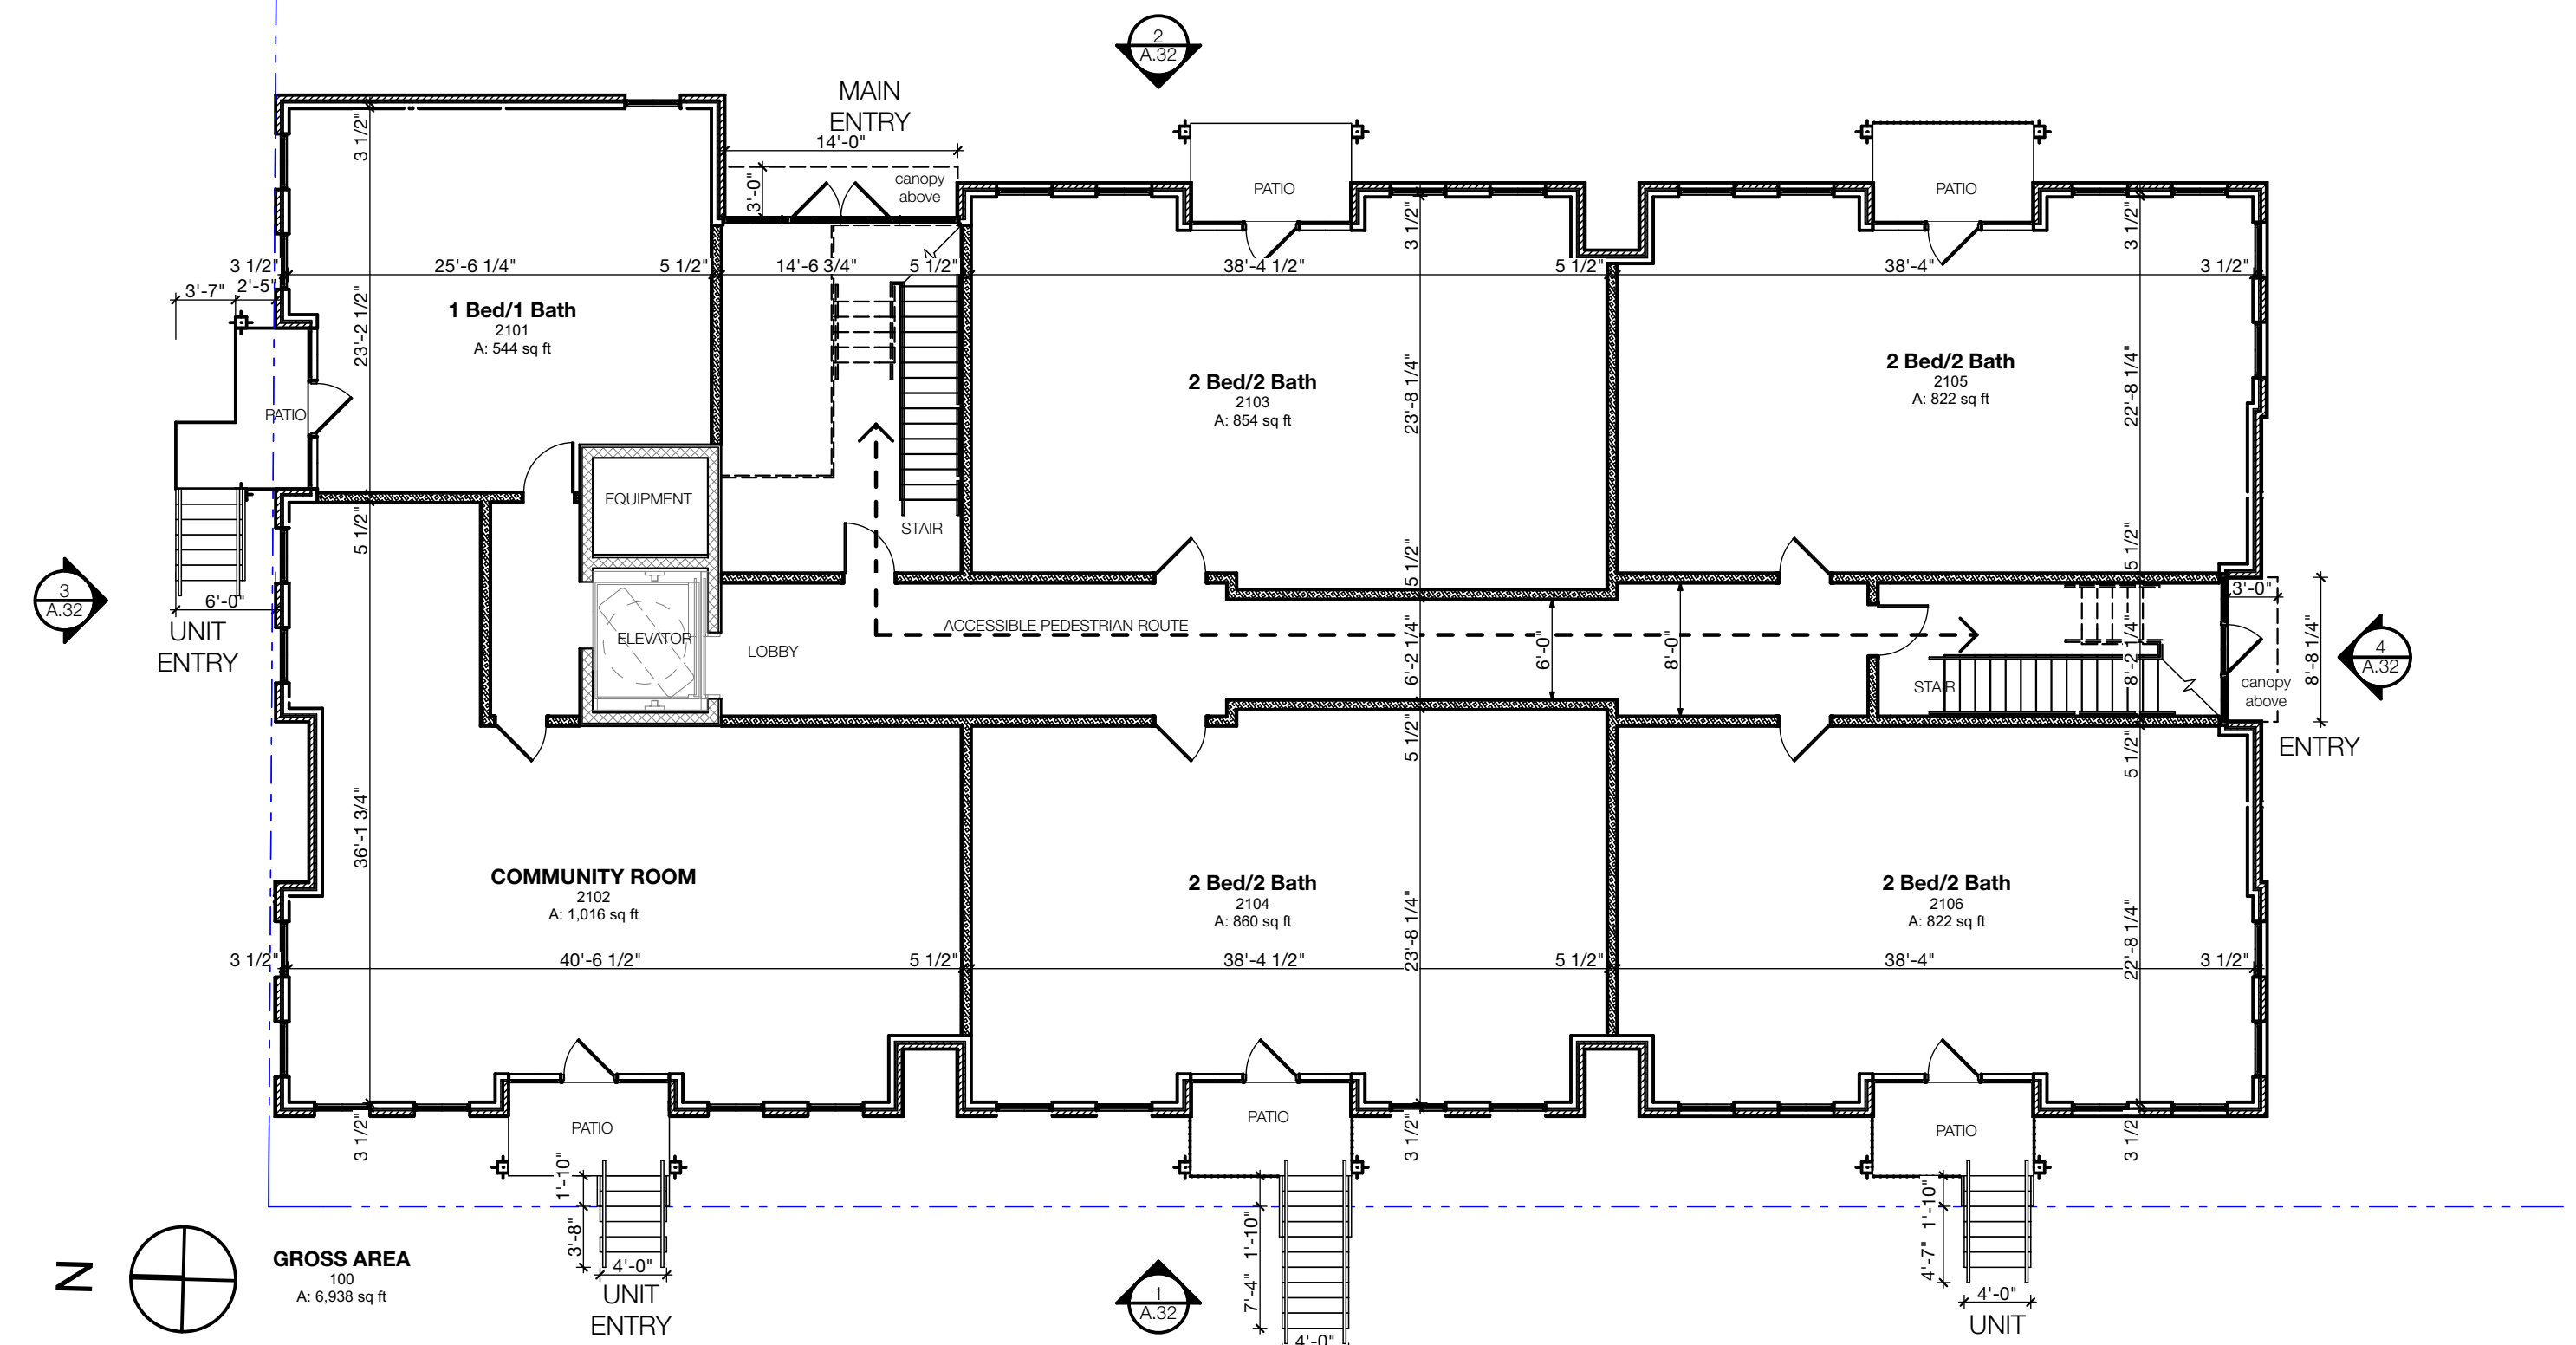 2
A.32
MAIN
ENTRY
14'-0"
3'-0"
canopy
above
PATIO
PATIO
3 1/2"
3 1/2"
3 1/2"
3 1/2"
25'-6 1/4"
5 1/2"
14'-6 3/4"
5 1/2"
38'-4 1/2"
5 1/2"
38'-4"
3 1/2"
3'-7"
2'-5"
1 Bed/1 Bath
2101
A: 544 sq ft
23'-2 1/2"
2 Bed/2 Bath
2103
A: 854 sq ft
23'-8 1/4"
2 Bed/2 Bath
2105
A: 822 sq ft
22'-8 1/4"
PATIO
EQUIPMENT
STAIR
5 1/2"
5 1/2"
5 1/2"
3
A.32
6'-0"
UNIT
ENTRY
ELEVATOR
LOBBY
ACCESSIBLE PEDESTRIAN ROUTE
6'-2 1/4"
6'-0"
8'-0"
STAIR
8'-2 1/4"
3'-0"
canopy
above
8'-8 1/4"
4
A.32
ENTRY
5 1/2"
5 1/2"
36'-1 3/4"
COMMUNITY ROOM
2102
A: 1,016 sq ft
2 Bed/2 Bath
2104
A: 860 sq ft
23'-8 1/4"
2 Bed/2 Bath
2106
A: 822 sq ft
22'-8 1/4"
3 1/2"
40'-6 1/2"
5 1/2"
38'-4 1/2"
5 1/2"
38'-4"
3 1/2"
PATIO
PATIO
PATIO
3 1/2"
3 1/2"
3 1/2"
1'-10"
3'-8"
4'-0"
UNIT
ENTRY
1'-10"
7'-4"
4'-0"
1'-10"
4'-7"
4'-0"
UNIT
1
A.32
N
GROSS AREA
100
A: 6,938 sq ft